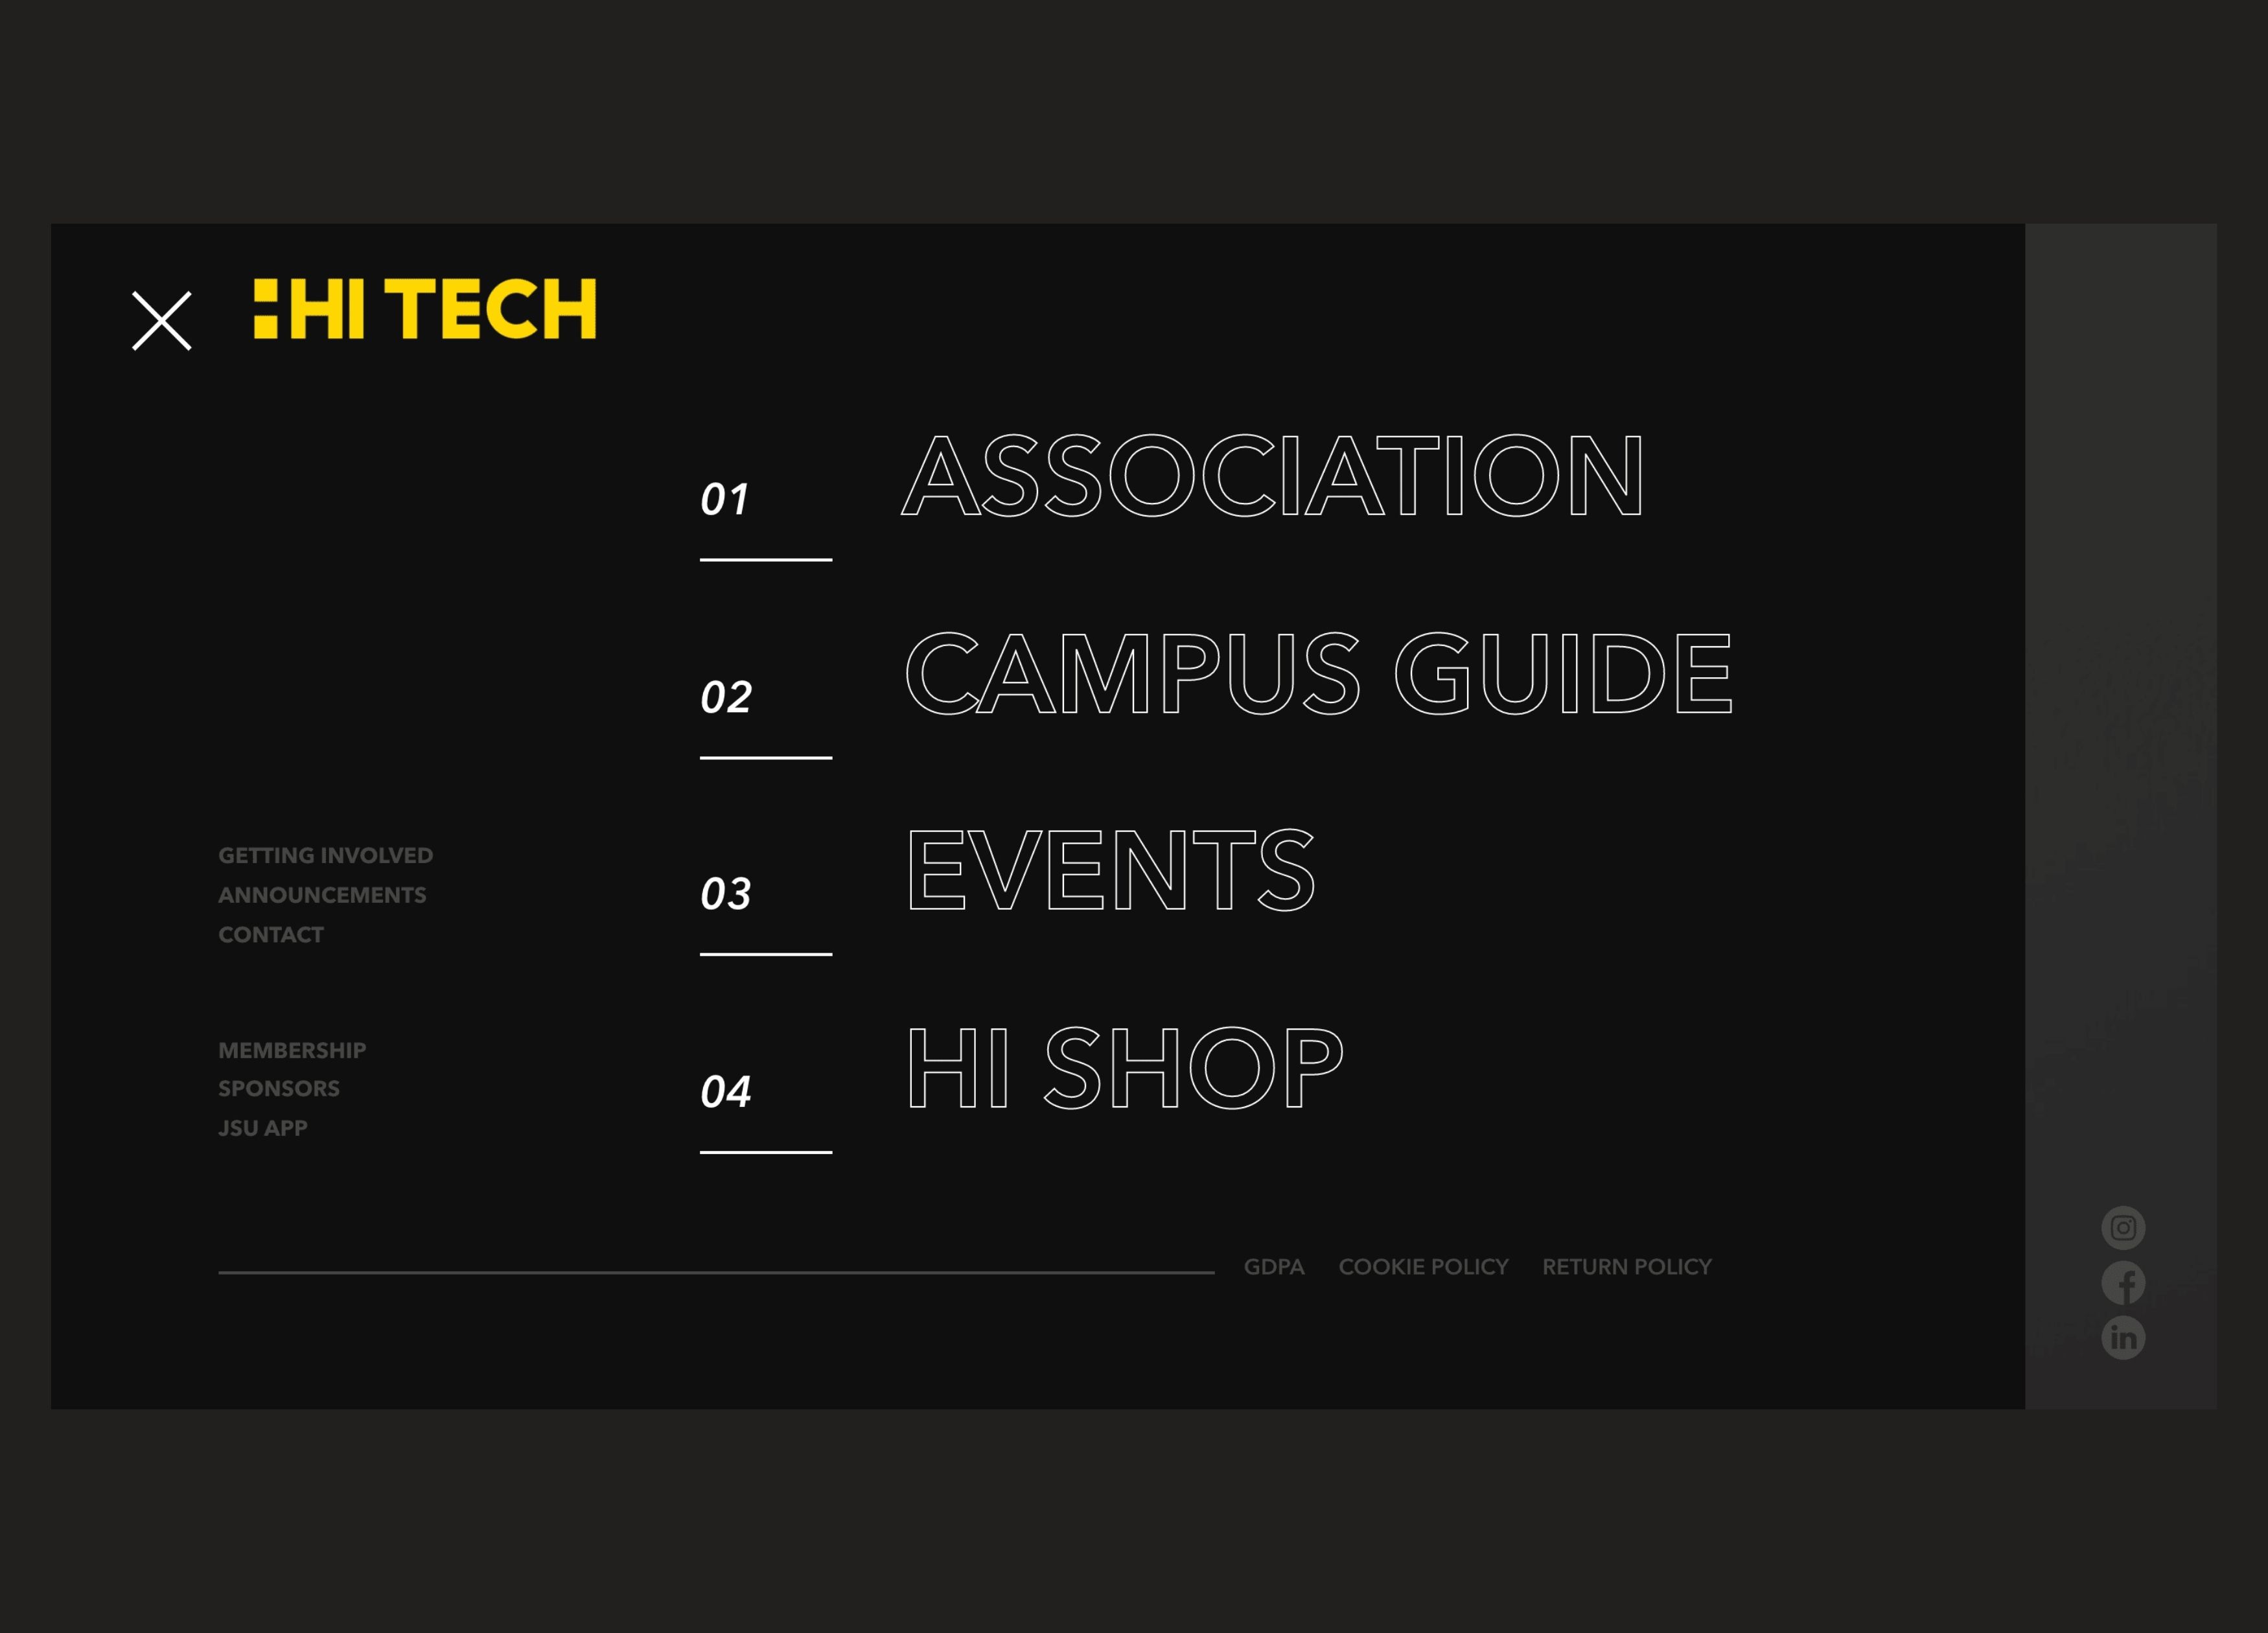 HI TECH
01 ASSOCIATION
02 CAMPUS GUIDE
03 EVENTS
04 HI SHOP
GETTING INVOLVED
ANNOUNCEMENTS
CONTACT
MEMBERSHIP
SPONSORS
JSU APP
GDPA COOKIE POLICY RETURN POLICY